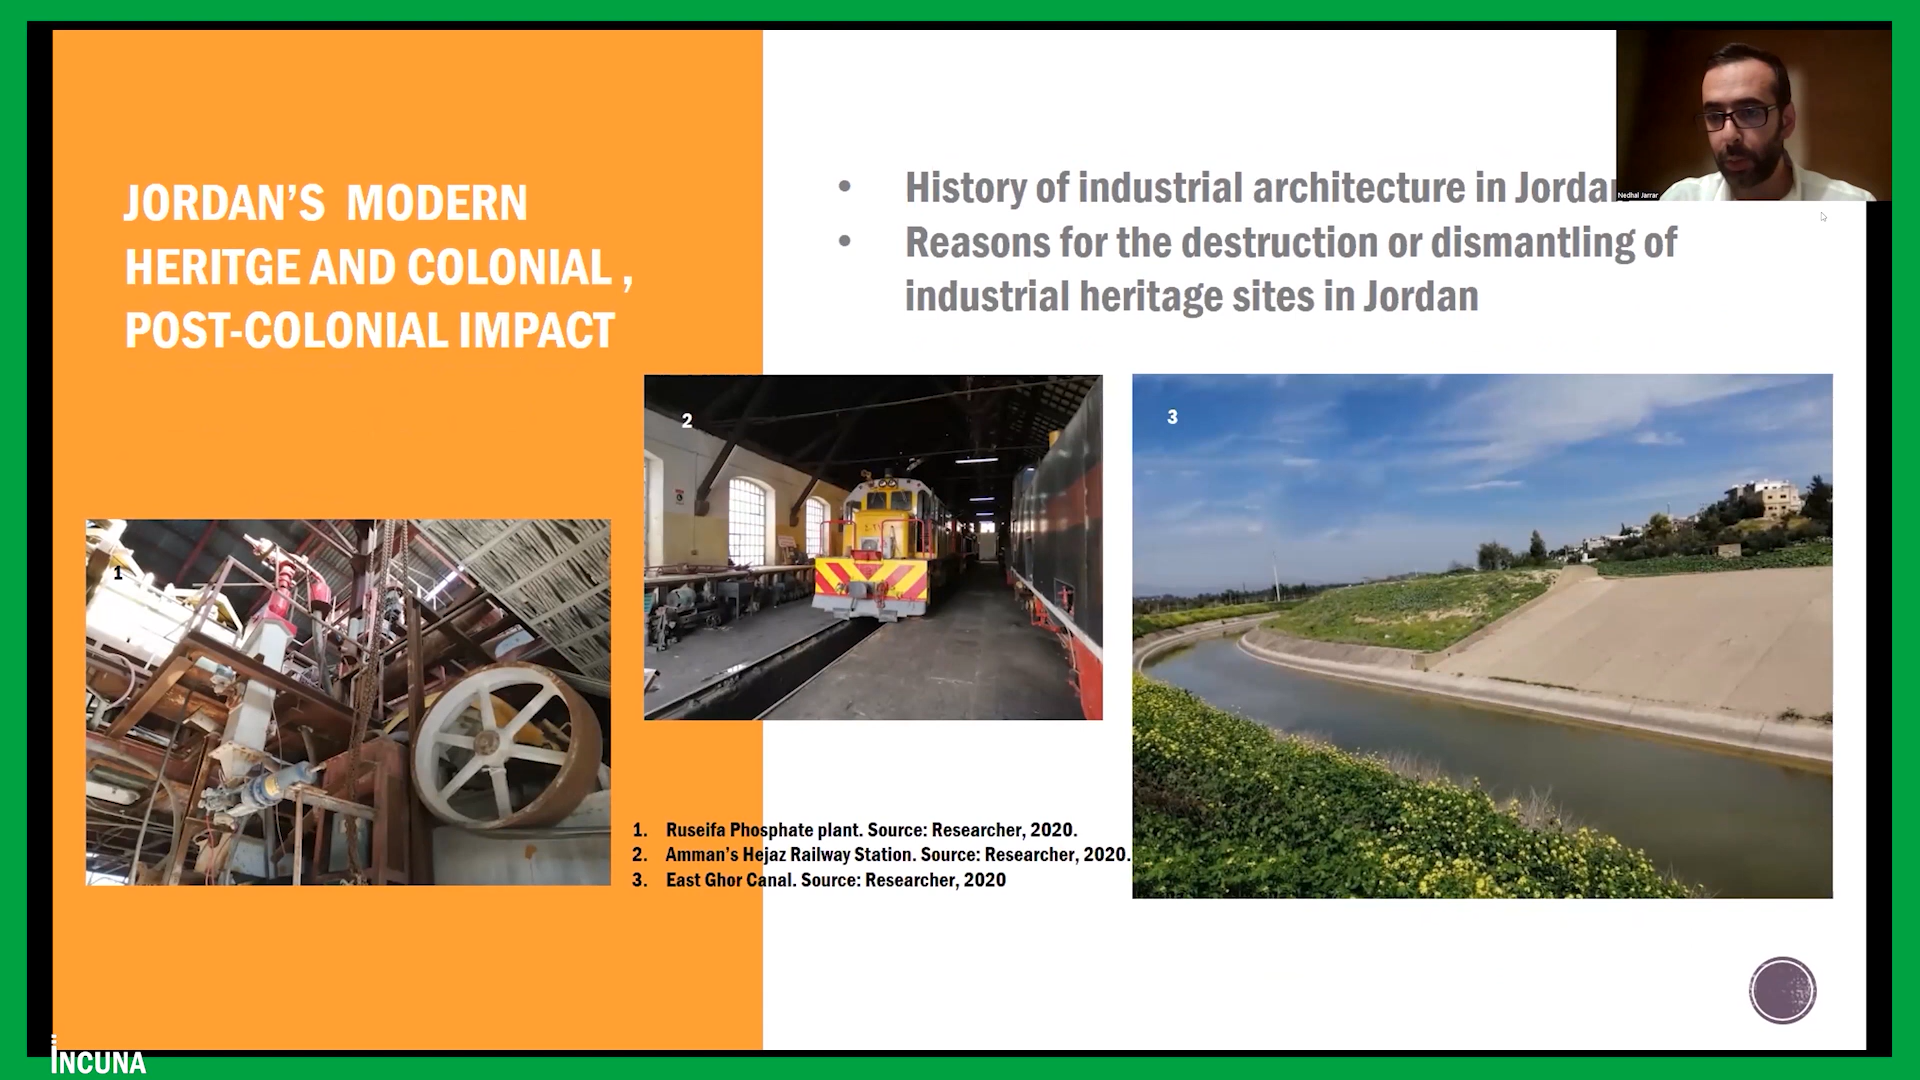 JORDAN'S MODERN
HERITGE AND COLONIAL ,
POST-COLONIAL IMPACT
• History of industrial architecture in Jordan
• Reasons for the destruction or dismantling of
industrial heritage sites in Jordan
Nedhal Jarrar
1
2
3
1. Ruseifa Phosphate plant. Source: Researcher, 2020.
2. Amman's Hejaz Railway Station. Source: Researcher, 2020.
3. East Ghor Canal. Source: Researcher, 2020
INCUNA